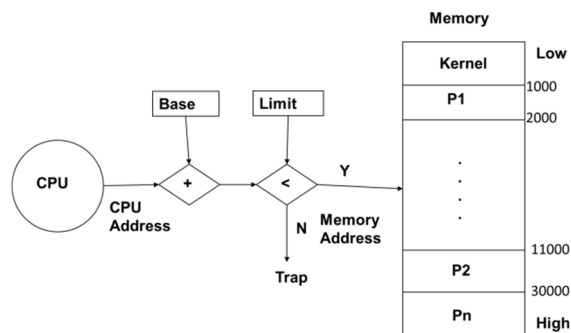 Memory
Low
Kernel
1000
Base
Limit
P1
2000
CPU
+
<
Y
CPU
Address
N
Memory
Address
Trap
11000
P2
30000
Pn
High